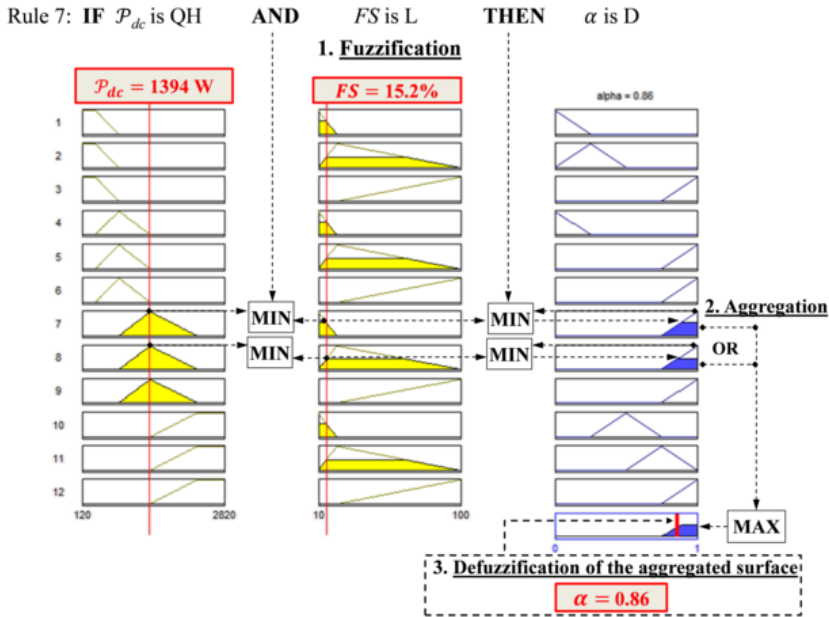 Rule 7: IF 𝒫dc is QH AND FS is L THEN α is D
1. Fuzzification
𝒫dc = 1394 W
FS = 15.2%
alpha = 0.86
1
2
3
4
5
6
7
8
9
10
11
12
MIN
MIN
MIN
MIN
2. Aggregation
OR
120
2820
10
100
MAX
0
1
3. Defuzzification of the aggregated surface
α = 0.86